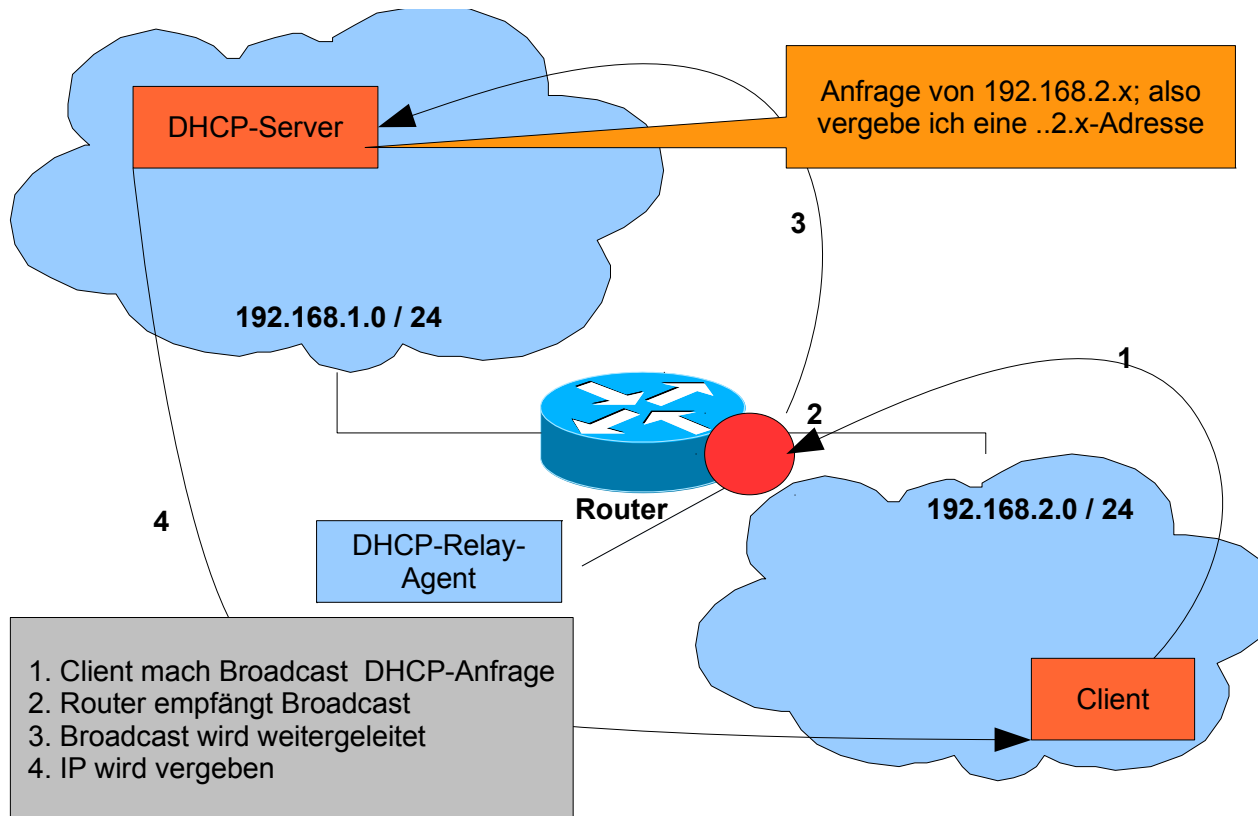 DHCP-Server
Anfrage von 192.168.2.x; also
vergebe ich eine ..2.x-Adresse
3
192.168.1.0 / 24
1
2
Router
192.168.2.0 / 24
4
DHCP-Relay-
Agent
1. Client mach Broadcast DHCP-Anfrage
2. Router empfängt Broadcast
3. Broadcast wird weitergeleitet
4. IP wird vergeben
Client